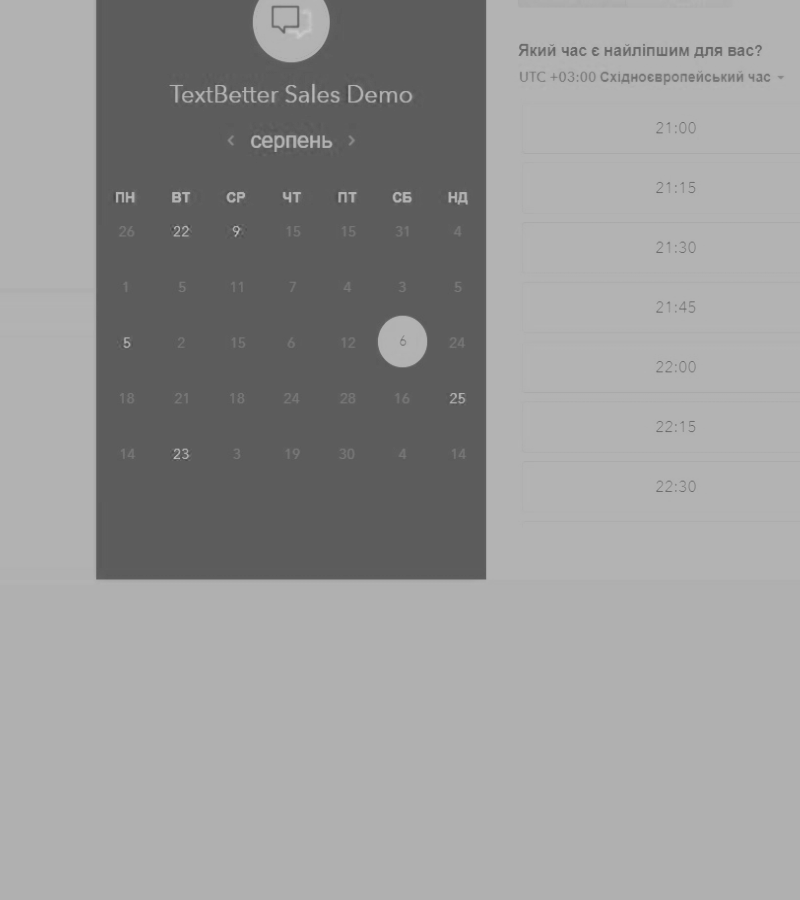 TextBetter Sales Demo
серпень
ПН ВТ СР ЧТ ПТ СБ НД
26 22 9 15 15 31 4
1 5 11 7 4 3 5
5 2 15 6 12 6 24
18 21 18 24 28 16 25
14 23 3 19 30 4 14
Який час є найліпшим для вас?
UTC +03:00 Східноєвропейський час
21:00
21:15
21:30
21:45
22:00
22:15
22:30